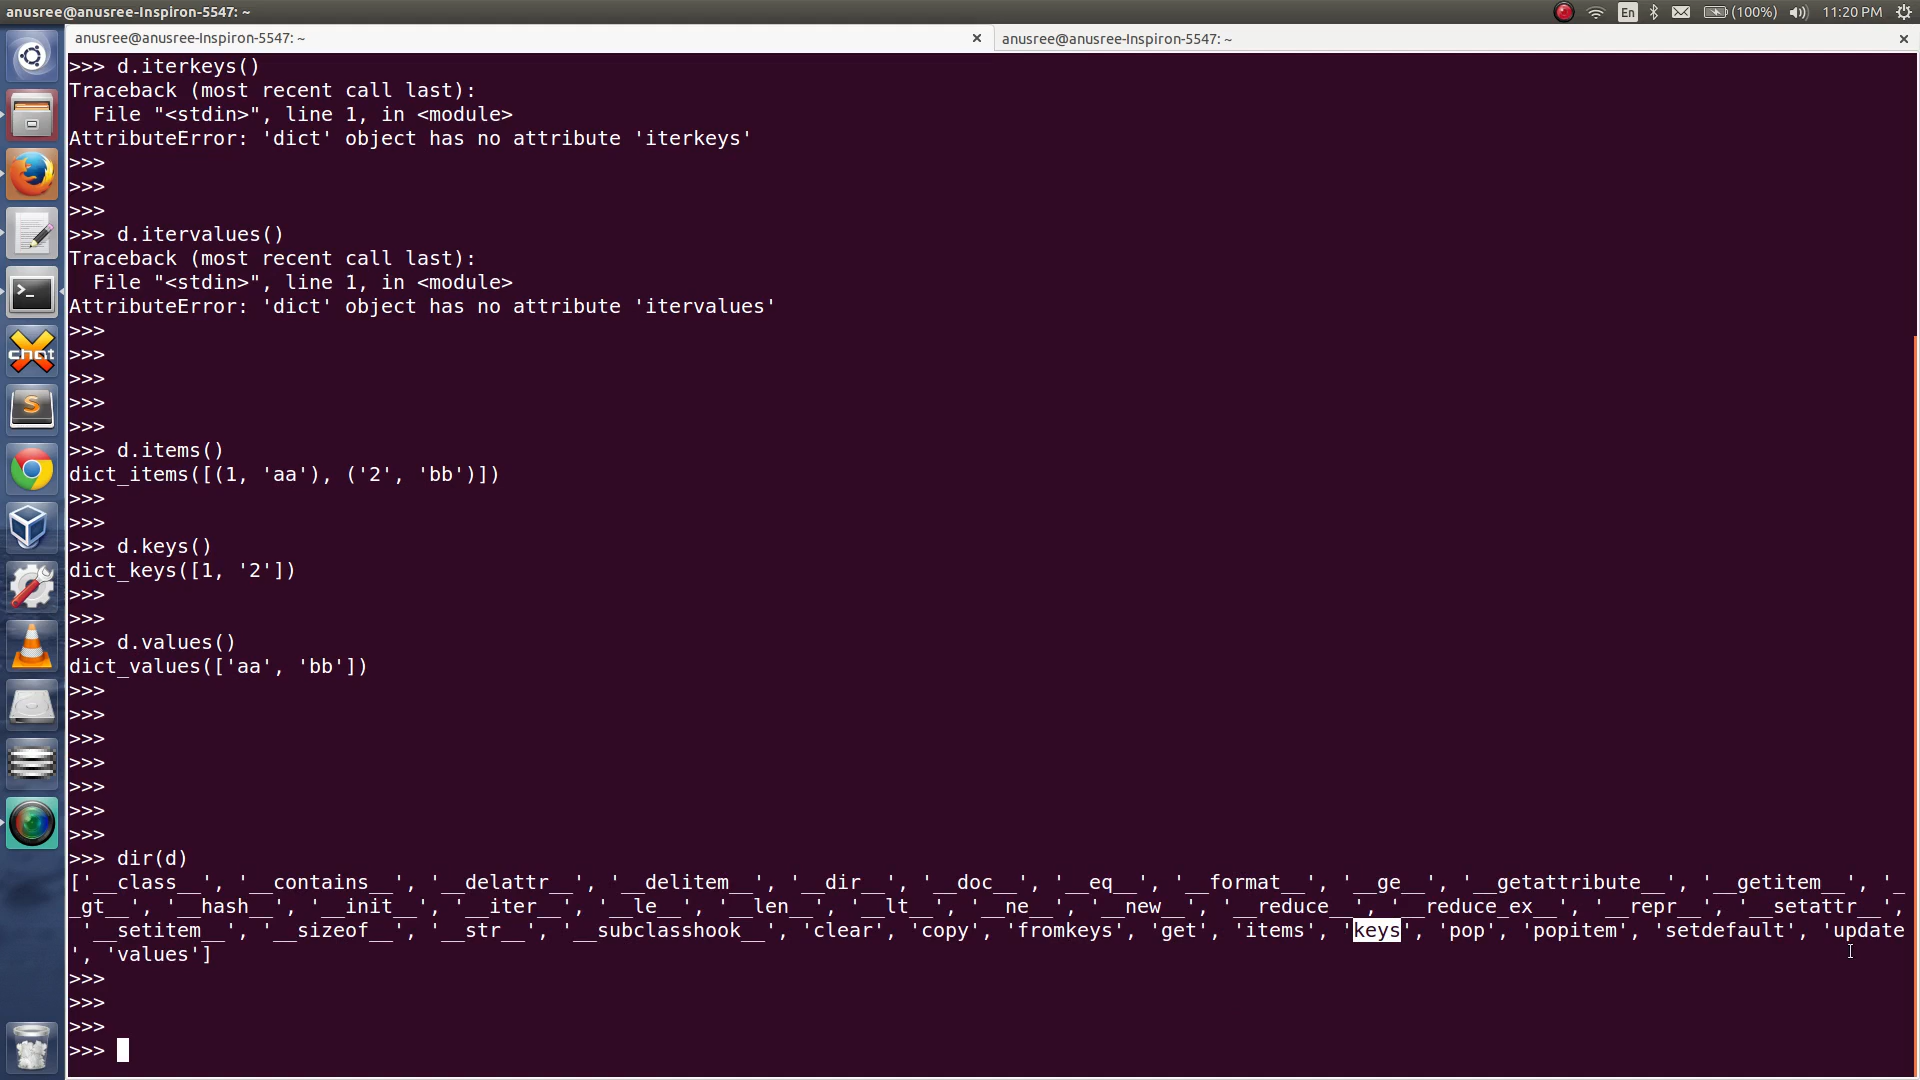 anusree@anusree-Inspiron-5547: ~
En
(100%)
11:20 PM
anusree@anusree-Inspiron-5547: ~
anusree@anusree-Inspiron-5547: ~
>>> d.iterkeys()
Traceback (most recent call last):
  File "<stdin>", line 1, in <module>
AttributeError: 'dict' object has no attribute 'iterkeys'
>>>
>>>
>>>
>>> d.itervalues()
Traceback (most recent call last):
  File "<stdin>", line 1, in <module>
AttributeError: 'dict' object has no attribute 'itervalues'
>>>
>>>
>>>
>>>
>>>
>>> d.items()
dict_items([(1, 'aa'), ('2', 'bb')])
>>>
>>>
>>> d.keys()
dict_keys([1, '2'])
>>>
>>>
>>> d.values()
dict_values(['aa', 'bb'])
>>>
>>>
>>>
>>>
>>>
>>>
>>>
>>> dir(d)
['__class__', '__contains__', '__delattr__', '__delitem__', '__dir__', '__doc__', '__eq__', '__format__', '__ge__', '__getattribute__', '__getitem__', '_
_gt__', '__hash__', '__init__', '__iter__', '__le__', '__len__', '__lt__', '__ne__', '__new__', '__reduce__', '__reduce_ex__', '__repr__', '__setattr__',
 '__setitem__', '__sizeof__', '__str__', '__subclasshook__', 'clear', 'copy', 'fromkeys', 'get', 'items', 'keys', 'pop', 'popitem', 'setdefault', 'update
', 'values']
>>>
>>>
>>>
>>>
chat
S
>_